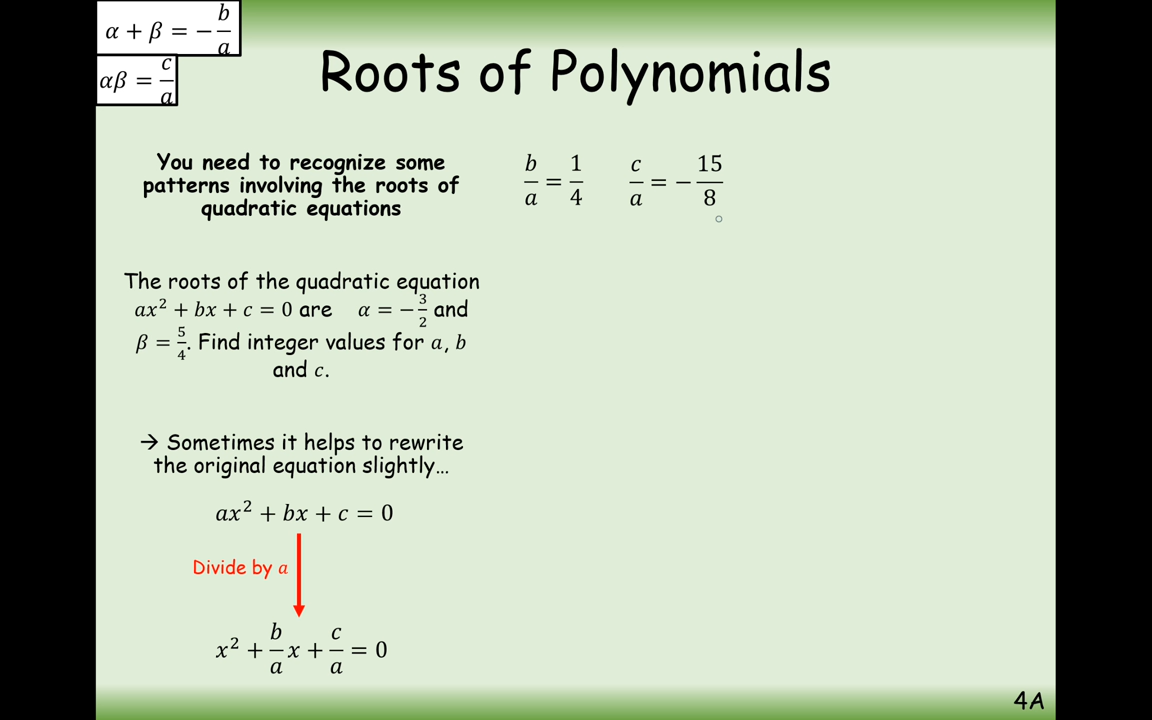 α + β = −b/a
αβ = c/a
Roots of Polynomials
You need to recognize some
patterns involving the roots of
quadratic equations
b/a = 1/4   c/a = −15/8
The roots of the quadratic equation
ax² + bx + c = 0 are   α = −3/2 and
β = 5/4. Find integer values for a, b
and c.
→ Sometimes it helps to rewrite
the original equation slightly…
ax² + bx + c = 0
Divide by a
x² + b/a x + c/a = 0
4A